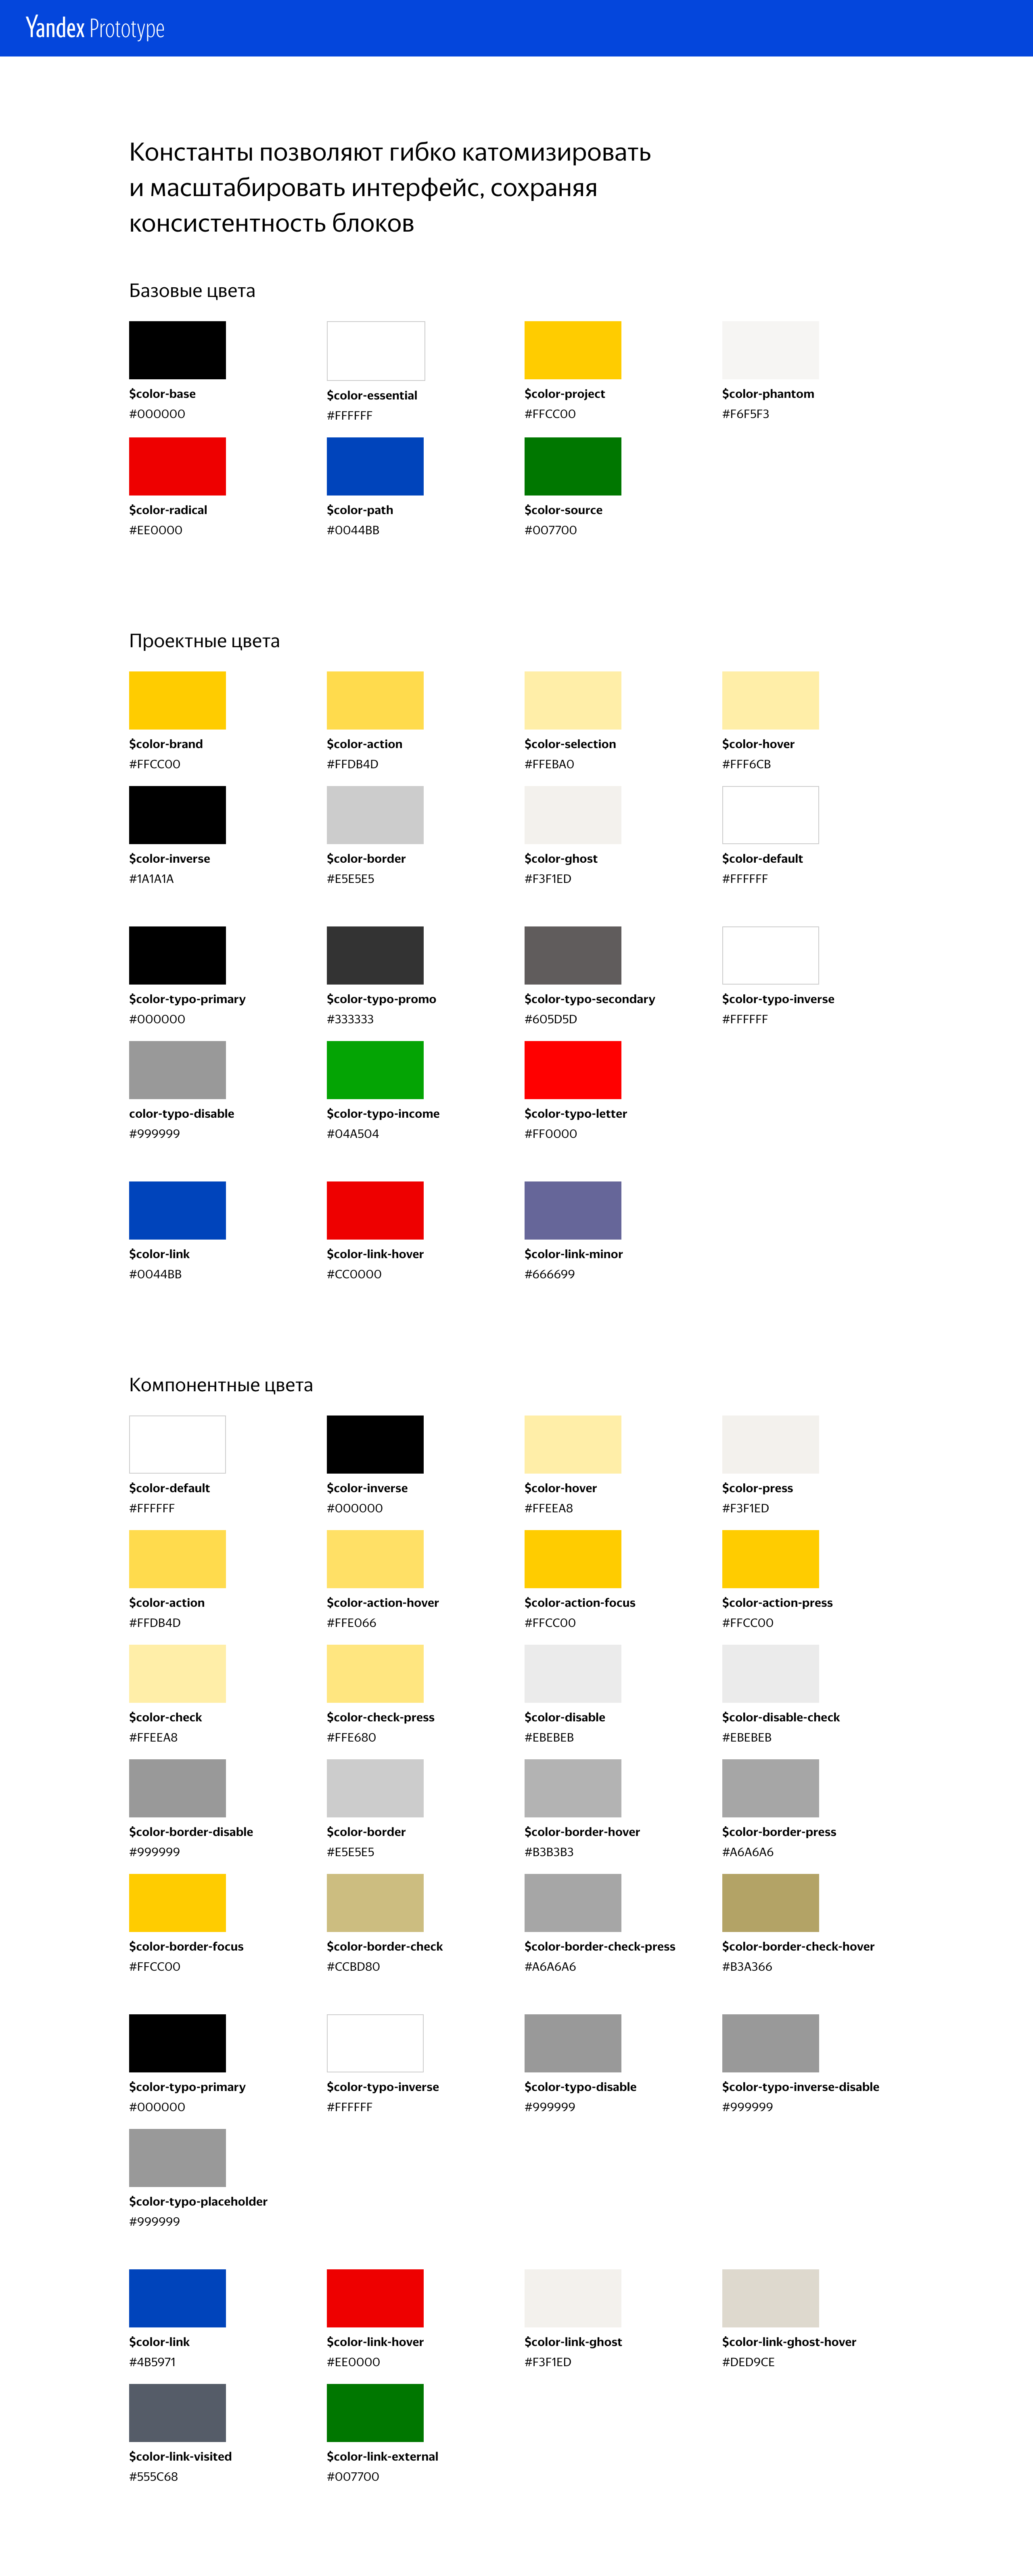 Yandex Prototype
Константы позволяют гибко катомизировать
и масштабировать интерфейс, сохраняя
консистентность блоков
Базовые цвета
$color-base
#000000
$color-essential
#FFFFFF
$color-project
#FFCC00
$color-phantom
#F6F5F3
$color-radical
#EE0000
$color-path
#0044BB
$color-source
#007700
Проектные цвета
$color-brand
#FFCC00
$color-action
#FFDB4D
$color-selection
#FFEBA0
$color-hover
#FFF6CB
$color-inverse
#1A1A1A
$color-border
#E5E5E5
$color-ghost
#F3F1ED
$color-default
#FFFFFF
$color-typo-primary
#000000
$color-typo-promo
#333333
$color-typo-secondary
#605D5D
$color-typo-inverse
#FFFFFF
color-typo-disable
#999999
$color-typo-income
#04A504
$color-typo-letter
#FF0000
$color-link
#0044BB
$color-link-hover
#CC0000
$color-link-minor
#666699
Компонентные цвета
$color-default
#FFFFFF
$color-inverse
#000000
$color-hover
#FFEEA8
$color-press
#F3F1ED
$color-action
#FFDB4D
$color-action-hover
#FFE066
$color-action-focus
#FFCC00
$color-action-press
#FFCC00
$color-check
#FFEEA8
$color-check-press
#FFE680
$color-disable
#EBEBEB
$color-disable-check
#EBEBEB
$color-border-disable
#999999
$color-border
#E5E5E5
$color-border-hover
#B3B3B3
$color-border-press
#A6A6A6
$color-border-focus
#FFCC00
$color-border-check
#CCBD80
$color-border-check-press
#A6A6A6
$color-border-check-hover
#B3A366
$color-typo-primary
#000000
$color-typo-inverse
#FFFFFF
$color-typo-disable
#999999
$color-typo-inverse-disable
#999999
$color-typo-placeholder
#999999
$color-link
#4B5971
$color-link-hover
#EE0000
$color-link-ghost
#F3F1ED
$color-link-ghost-hover
#DED9CE
$color-link-visited
#555C68
$color-link-external
#007700